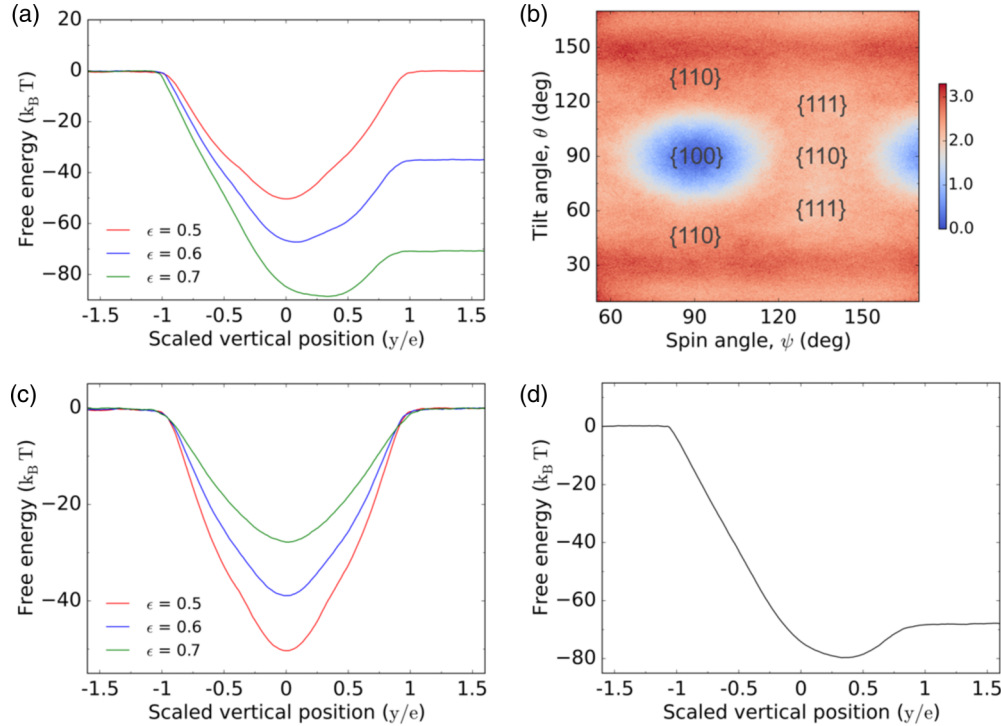 (a)
Free energy (k_B T)
0
−20
−40
−60
−80
ϵ = 0.5
ϵ = 0.6
ϵ = 0.7
-1.5 -1 -0.5 0 0.5 1 1.5
Scaled vertical position (y/e)
(b)
Tilt angle, θ (deg)
150
120
90
60
30
{110}
{111}
{100} {110}
{111}
{110}
60 90 120 150
Spin angle, ψ (deg)
3.0
2.0
1.0
0.0
(c)
Free energy (k_B T)
0
−20
−40
ϵ = 0.5
ϵ = 0.6
ϵ = 0.7
-1.5 -1 -0.5 0 0.5 1 1.5
Scaled vertical position (y/e)
(d)
Free energy (k_B T)
0
−20
−40
−60
−80
-1.5 -1 -0.5 0 0.5 1 1.5
Scaled vertical position (y/e)